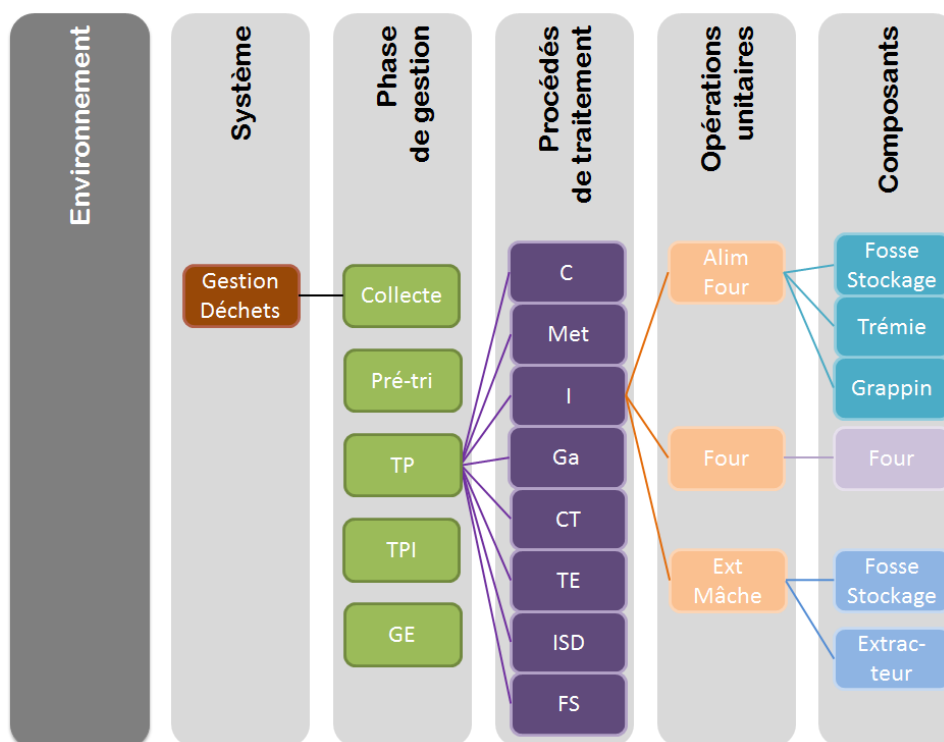 Environnement
Système
Phase
de gestion
Procédés
de traitement
Opérations
unitaires
Composants
Gestion
Déchets
Collecte
Pré-tri
TP
TPI
GE
C
Met
I
Ga
CT
TE
ISD
FS
Alim
Four
Four
Ext
Mâche
Fosse
Stockage
Trémie
Grappin
Four
Fosse
Stockage
Extrac-
teur